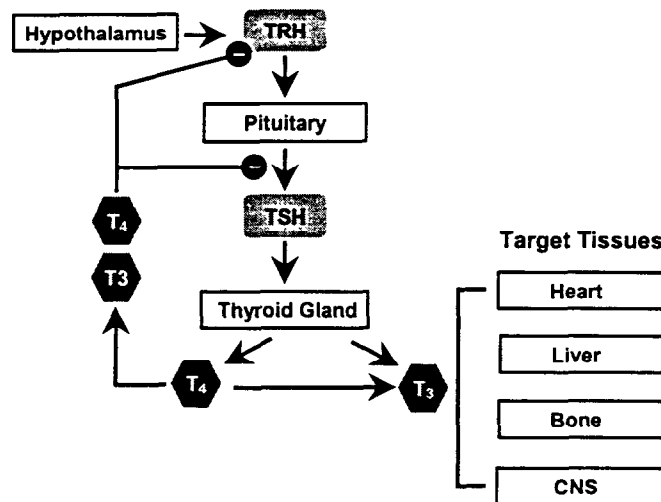 Hypothalamus
TRH
−
Pituitary
−
T₄
TSH
Target Tissues
T3
Heart
Thyroid Gland
Liver
T₄
T₃
Bone
CNS